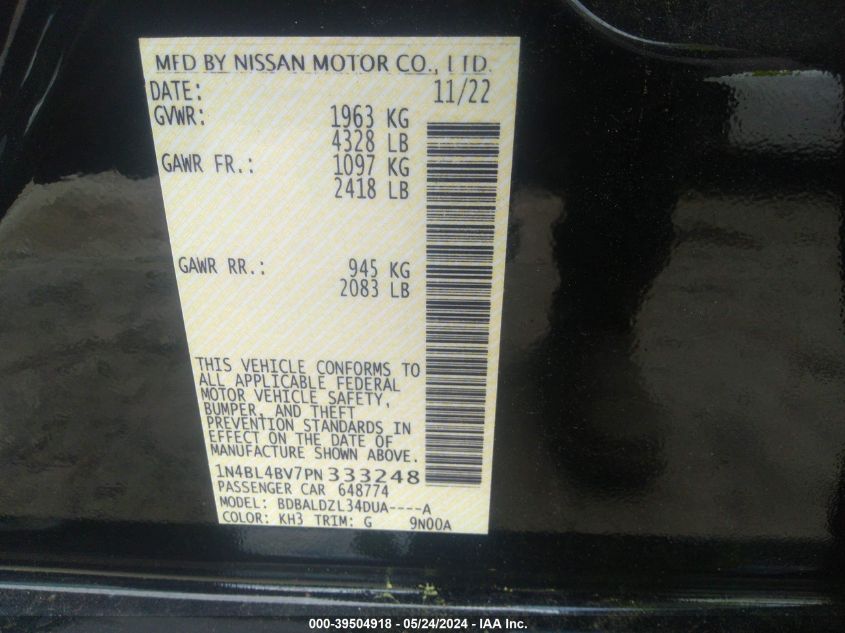 MFD BY NISSAN MOTOR CO., LTD.
DATE: 11/22
GVWR: 1963 KG
4328 LB
GAWR FR.: 1097 KG
2418 LB
GAWR RR.: 945 KG
2083 LB
THIS VEHICLE CONFORMS TO
ALL APPLICABLE FEDERAL
MOTOR VEHICLE SAFETY,
BUMPER, AND THEFT
PREVENTION STANDARDS IN
EFFECT ON THE DATE OF
MANUFACTURE SHOWN ABOVE.
1N4BL4BV7PN333248
PASSENGER CAR 648774
MODEL: BDBALDZL34DUA----A
COLOR: KH3 TRIM: G 9N00A
000-39504918 - 05/24/2024 - IAA Inc.